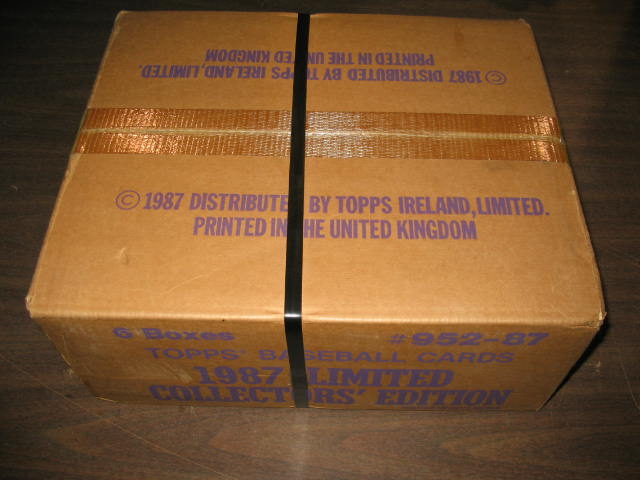 © 1987 DISTRIBUTED BY TOPPS IRELAND, LIMITED.
PRINTED IN THE UNITED KINGDOM
© 1987 DISTRIBUTED BY TOPPS IRELAND, LIMITED.
PRINTED IN THE UNITED KINGDOM
6 Boxes #952-87
TOPPS' BASEBALL CARDS
1987 LIMITED
COLLECTORS' EDITION